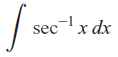 ∫ sec⁻¹ x dx